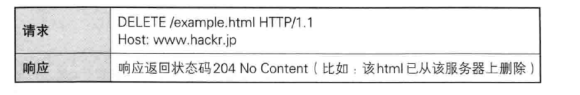 请求
DELETE /example.html HTTP/1.1
Host: www.hackr.jp
响应
响应返回状态码204 No Content（比如：该html已从该服务器上删除）